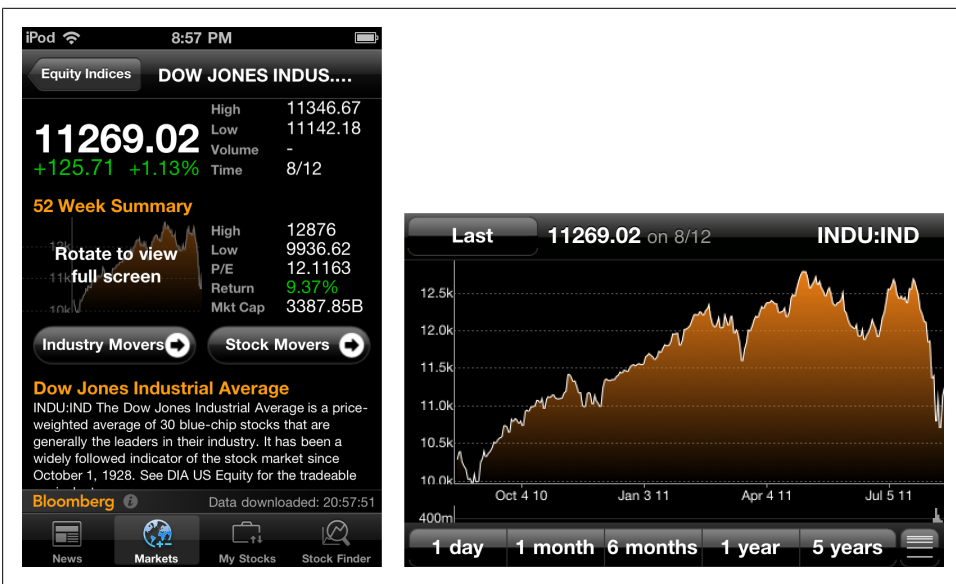 iPod 8:57 PM
Equity Indices DOW JONES INDUS....
11269.02
+125.71 +1.13%
High 11346.67
Low 11142.18
Volume -
Time 8/12
52 Week Summary
12k
11k
10k
Rotate to view
full screen
High 12876
Low 9936.62
P/E 12.1163
Return 9.37%
Mkt Cap 3387.85B
Industry Movers Stock Movers
Dow Jones Industrial Average
INDU:IND The Dow Jones Industrial Average is a price-
weighted average of 30 blue-chip stocks that are
generally the leaders in their industry. It has been a
widely followed indicator of the stock market since
October 1, 1928. See DIA US Equity for the tradeable
Bloomberg i Data downloaded: 20:57:51
News Markets My Stocks Stock Finder
Last 11269.02 on 8/12 INDU:IND
12.5k
12.0k
11.5k
11.0k
10.5k
10.0k
Oct 4 10 Jan 3 11 Apr 4 11 Jul 5 11
400m
1 day 1 month 6 months 1 year 5 years